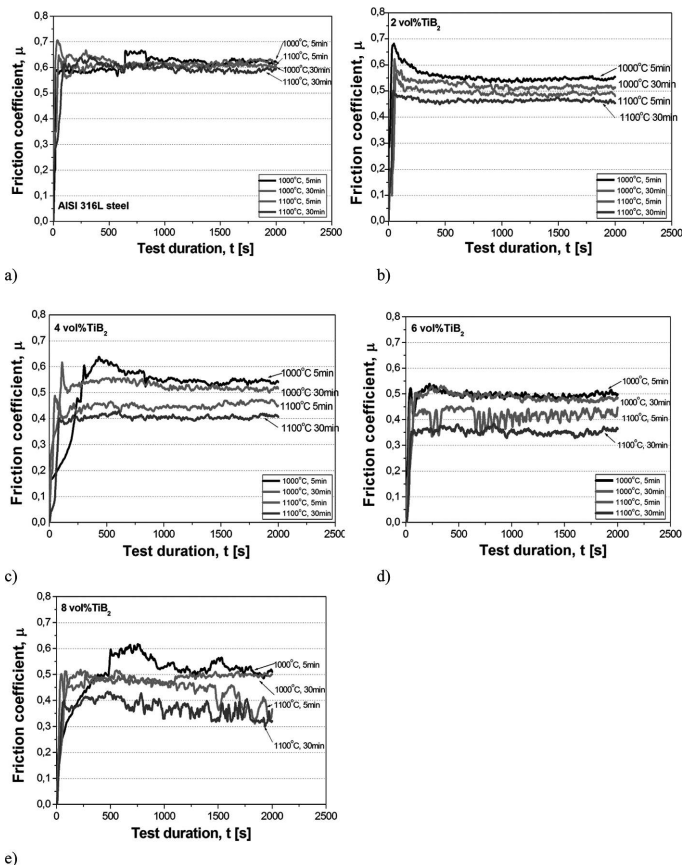 Friction coefficient, μ
0,8
0,7
0,6
0,5
0,4
0,3
0,2
0,1
0,0
1000°C, 5min
1100°C, 5min
1000°C,30min
1100°C, 30min
1000°C, 5min
1000°C, 30min
1100°C, 5min
1100°C, 30min
AISI 316L steel
0
500
1000
1500
2000
2500
Test duration, t [s]
a)
2 vol%TiB2
Friction coefficient, μ
0,8
0,7
0,6
0,5
0,4
0,3
0,2
0,1
0,0
1000°C 5min
1000°C 30min
1100°C 5min
1100°C 30min
1000°C, 5min
1000°C, 30min
1100°C, 5min
1100°C, 30min
0
500
1000
1500
2000
2500
Test duration, t [s]
b)
4 vol%TiB2
Friction coefficient, μ
0,8
0,7
0,6
0,5
0,4
0,3
0,2
0,1
0,0
1000°C 5min
1000°C 30min
1100°C 5min
1100°C 30min
1000°C, 5min
1000°C, 30min
1100°C, 5min
1100°C, 30min
0
500
1000
1500
2000
2500
Test duration, t [s]
c)
6 vol%TiB2
Friction coefficient, μ
0,8
0,7
0,6
0,5
0,4
0,3
0,2
0,1
0,0
1000°C, 5min
1000°C, 30min
1100°C, 5min
1100°C, 30min
1000°C, 5min
1000°C, 30min
1100°C, 5min
1100°C, 30min
0
500
1000
1500
2000
2500
Test duration, t [s]
d)
8 vol%TiB2
Friction coefficient, μ
0,8
0,7
0,6
0,5
0,4
0,3
0,2
0,1
0,0
1000°C, 5min
1000°C, 30min
1100°C, 5min
1100°C, 30min
1000°C, 5min
1000°C, 30min
1100°C, 5min
1100°C, 30min
0
500
1000
1500
2000
2500
Test duration, t [s]
e)